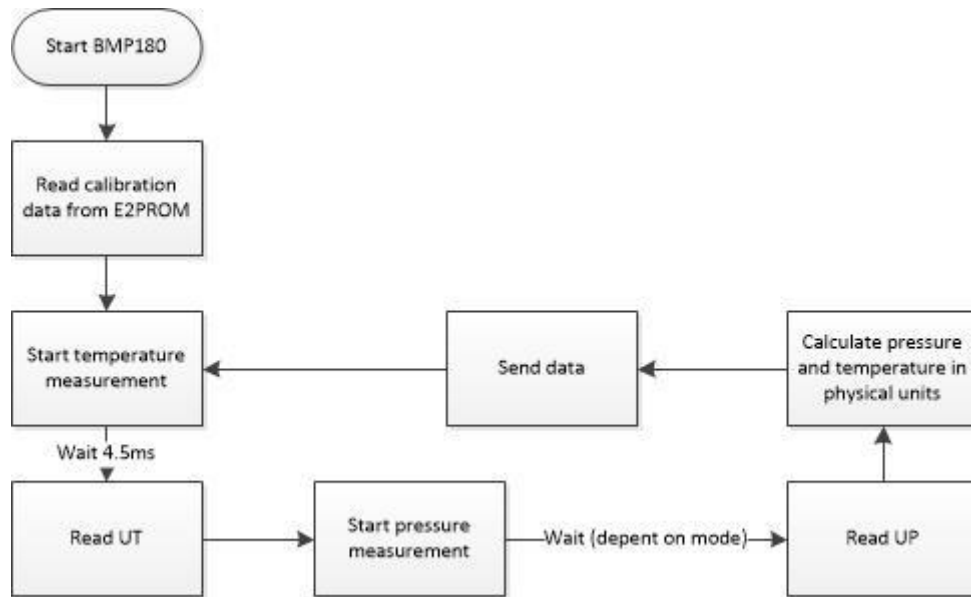 Start BMP180
Read calibration
data from E2PROM
Start temperature
measurement
Send data
Calculate pressure
and temperature in
physical units
Wait 4.5ms
Read UT
Start pressure
measurement
Wait (depent on mode)
Read UP